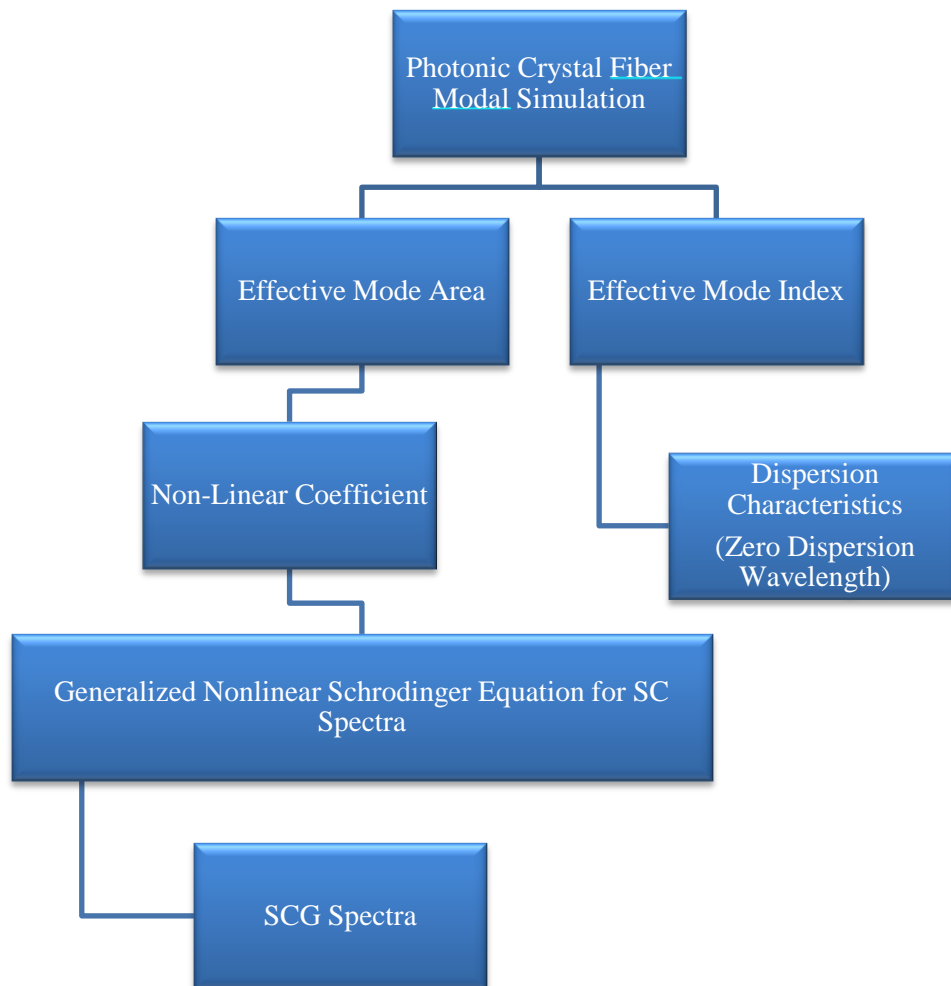 Photonic Crystal Fiber
Modal Simulation
Effective Mode Area
Effective Mode Index
Non-Linear Coefficient
Dispersion
Characteristics
(Zero Dispersion
Wavelength)
Generalized Nonlinear Schrodinger Equation for SC
Spectra
SCG Spectra